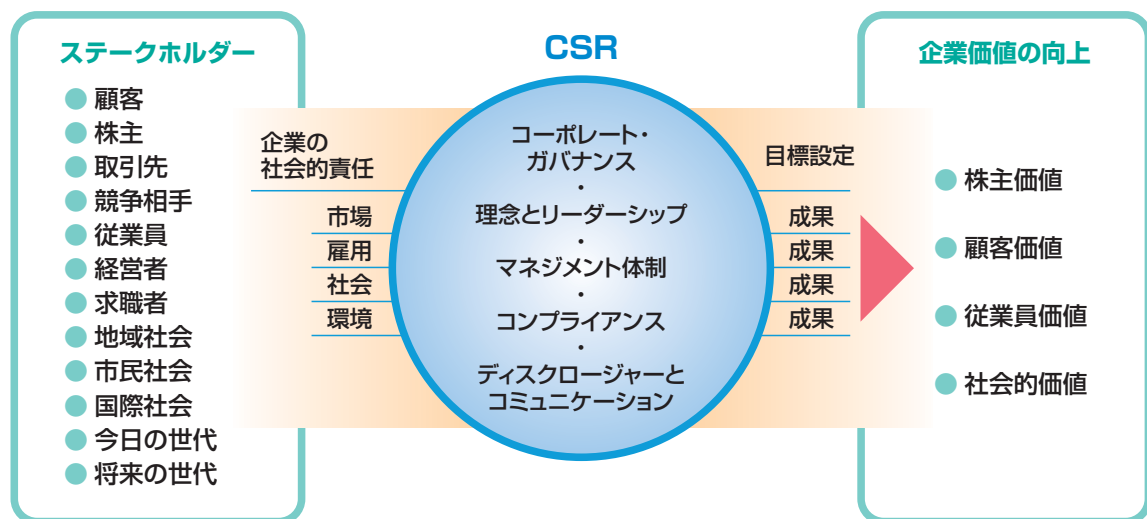 ステークホルダー
● 顧客
● 株主
● 取引先
● 競争相手
● 従業員
● 経営者
● 求職者
● 地域社会
● 市民社会
● 国際社会
● 今日の世代
● 将来の世代
企業の
社会的責任
市場
雇用
社会
環境
CSR
コーポレート・
ガバナンス
・
理念とリーダーシップ
・
マネジメント体制
・
コンプライアンス
・
ディスクロージャーと
コミュニケーション
目標設定
成果
成果
成果
成果
企業価値の向上
● 株主価値
● 顧客価値
● 従業員価値
● 社会的価値